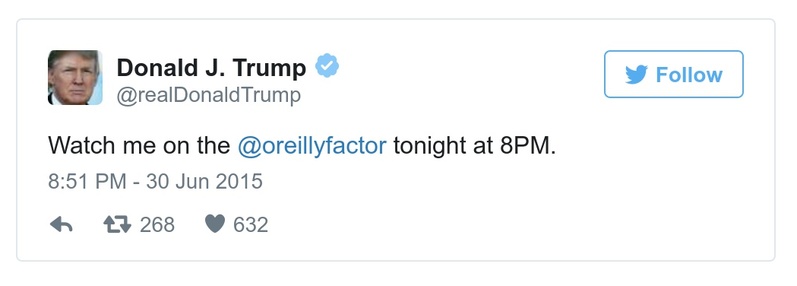 Donald J. Trump
@realDonaldTrump
Follow
Watch me on the @oreillyfactor tonight at 8PM.
8:51 PM - 30 Jun 2015
268 632